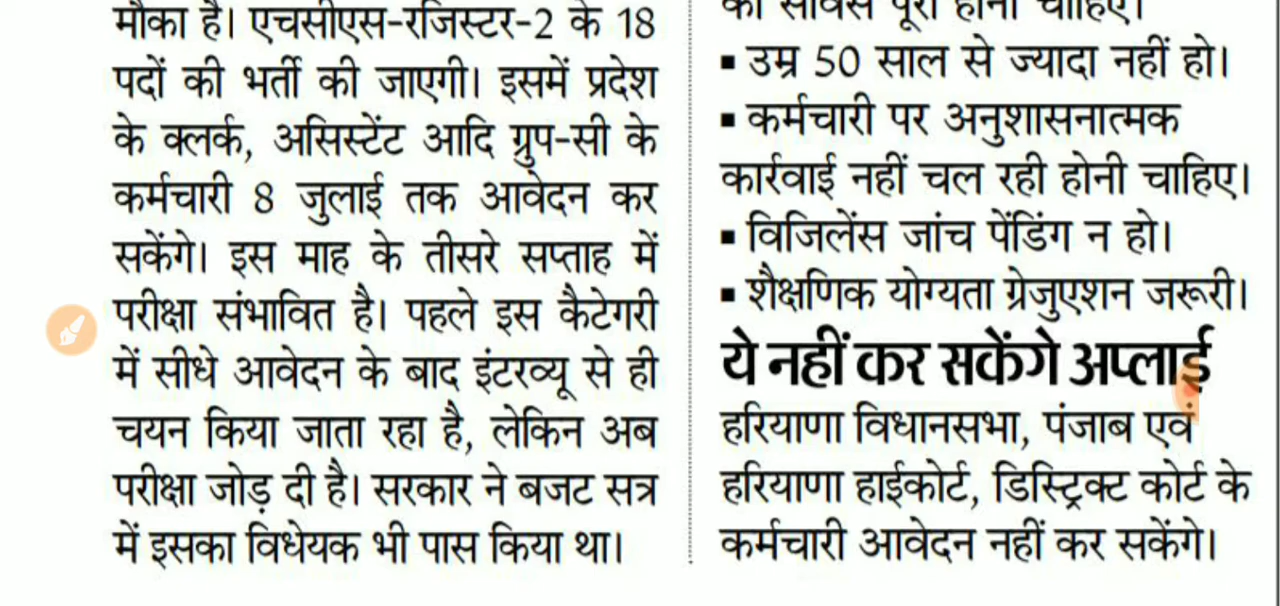 मौका है। एचसीएस-रजिस्टर-2 के 18
पदों की भर्ती की जाएगी। इसमें प्रदेश
के क्लर्क, असिस्टेंट आदि ग्रुप-सी के
कर्मचारी 8 जुलाई तक आवेदन कर
सकेंगे। इस माह के तीसरे सप्ताह में
परीक्षा संभावित है। पहले इस कैटेगरी
में सीधे आवेदन के बाद इंटरव्यू से ही
चयन किया जाता रहा है, लेकिन अब
परीक्षा जोड़ दी है। सरकार ने बजट सत्र
में इसका विधेयक भी पास किया था।
की सर्विस पूरी होनी चाहिए।
▪ उम्र 50 साल से ज्यादा नहीं हो।
▪ कर्मचारी पर अनुशासनात्मक
कार्रवाई नहीं चल रही होनी चाहिए।
▪ विजिलेंस जांच पेंडिंग न हो।
▪ शैक्षणिक योग्यता ग्रेजुएशन जरूरी।
ये नहीं कर सकेंगे अप्लाई
हरियाणा विधानसभा, पंजाब एवं
हरियाणा हाईकोर्ट, डिस्ट्रिक्ट कोर्ट के
कर्मचारी आवेदन नहीं कर सकेंगे।